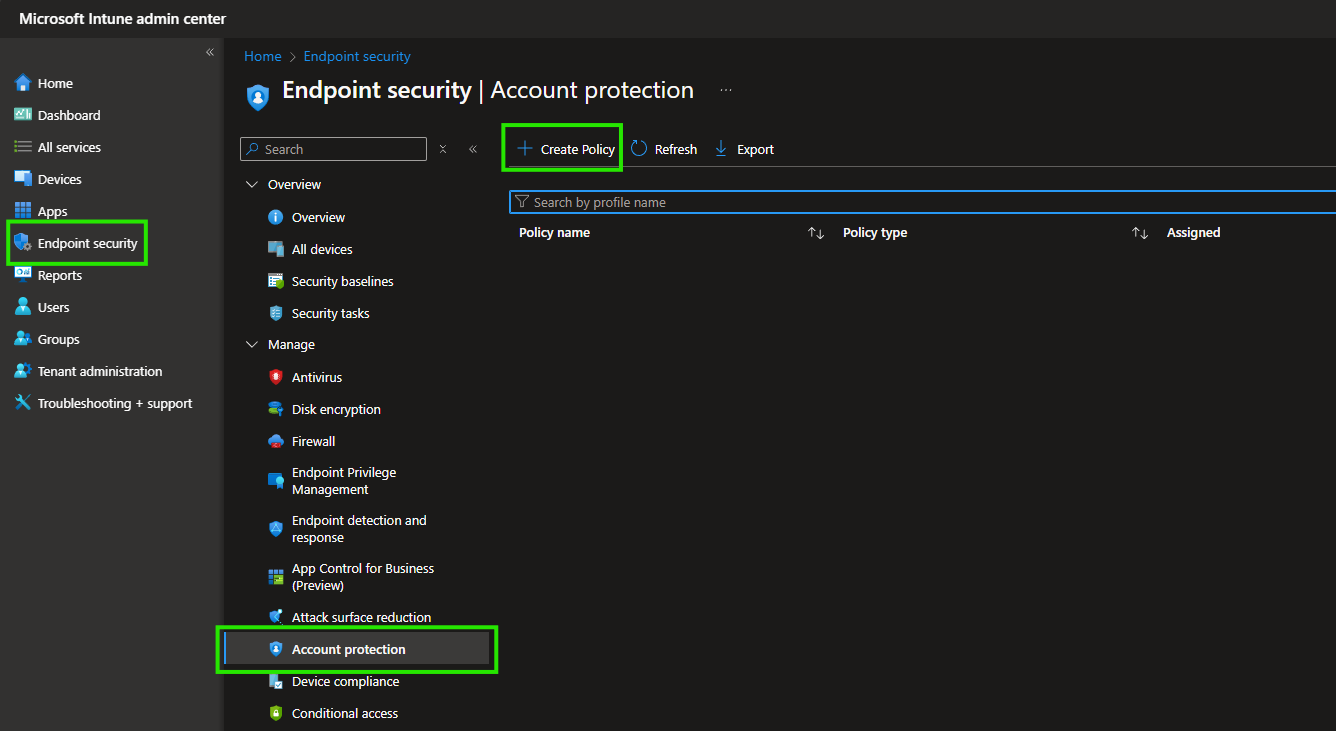 Microsoft Intune admin center
«
Home
Dashboard
All services
Devices
Apps
Endpoint security
Reports
Users
Groups
Tenant administration
Troubleshooting + support
Home > Endpoint security
Endpoint security | Account protection ...
Search
«
Overview
Overview
All devices
Security baselines
Security tasks
Manage
Antivirus
Disk encryption
Firewall
Endpoint Privilege
Management
Endpoint detection and
response
App Control for Business
(Preview)
Attack surface reduction
Account protection
Device compliance
Conditional access
+ Create Policy Refresh Export
Search by profile name
Policy name ↑↓ Policy type ↑↓ Assigned